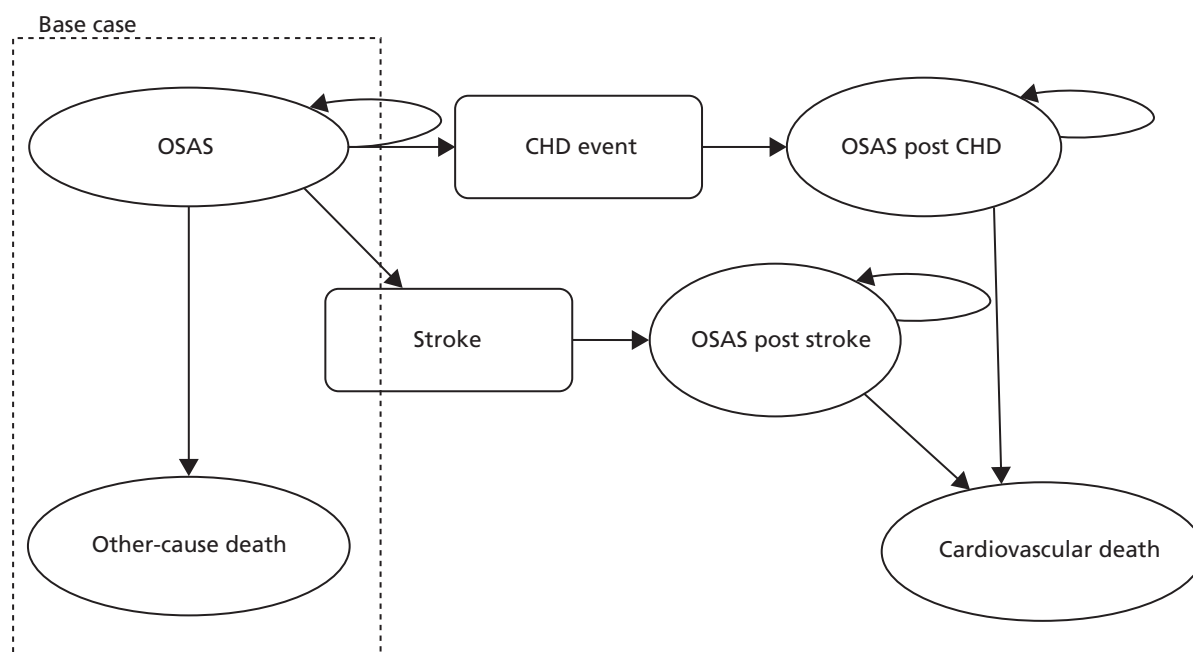 Base case
OSAS
CHD event
OSAS post CHD
Stroke
OSAS post stroke
Other-cause death
Cardiovascular death